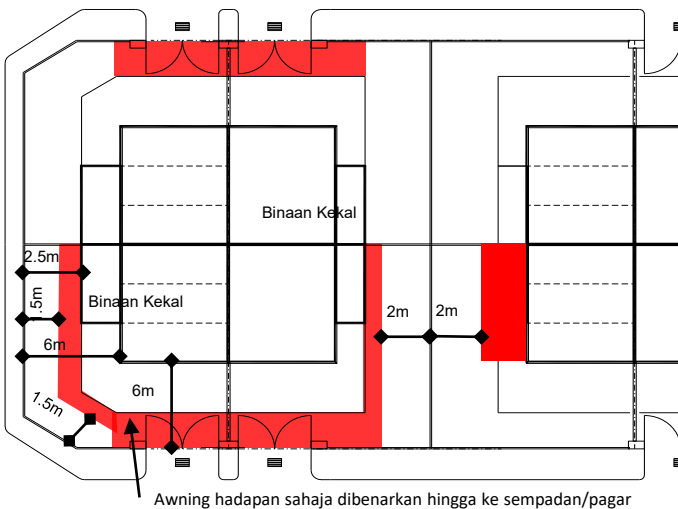 Binaan Kekal
2.5m
1.5m
Binaan Kekal
2m
2m
6m
6m
1.5m
Awning hadapan sahaja dibenarkan hingga ke sempadan/pagar